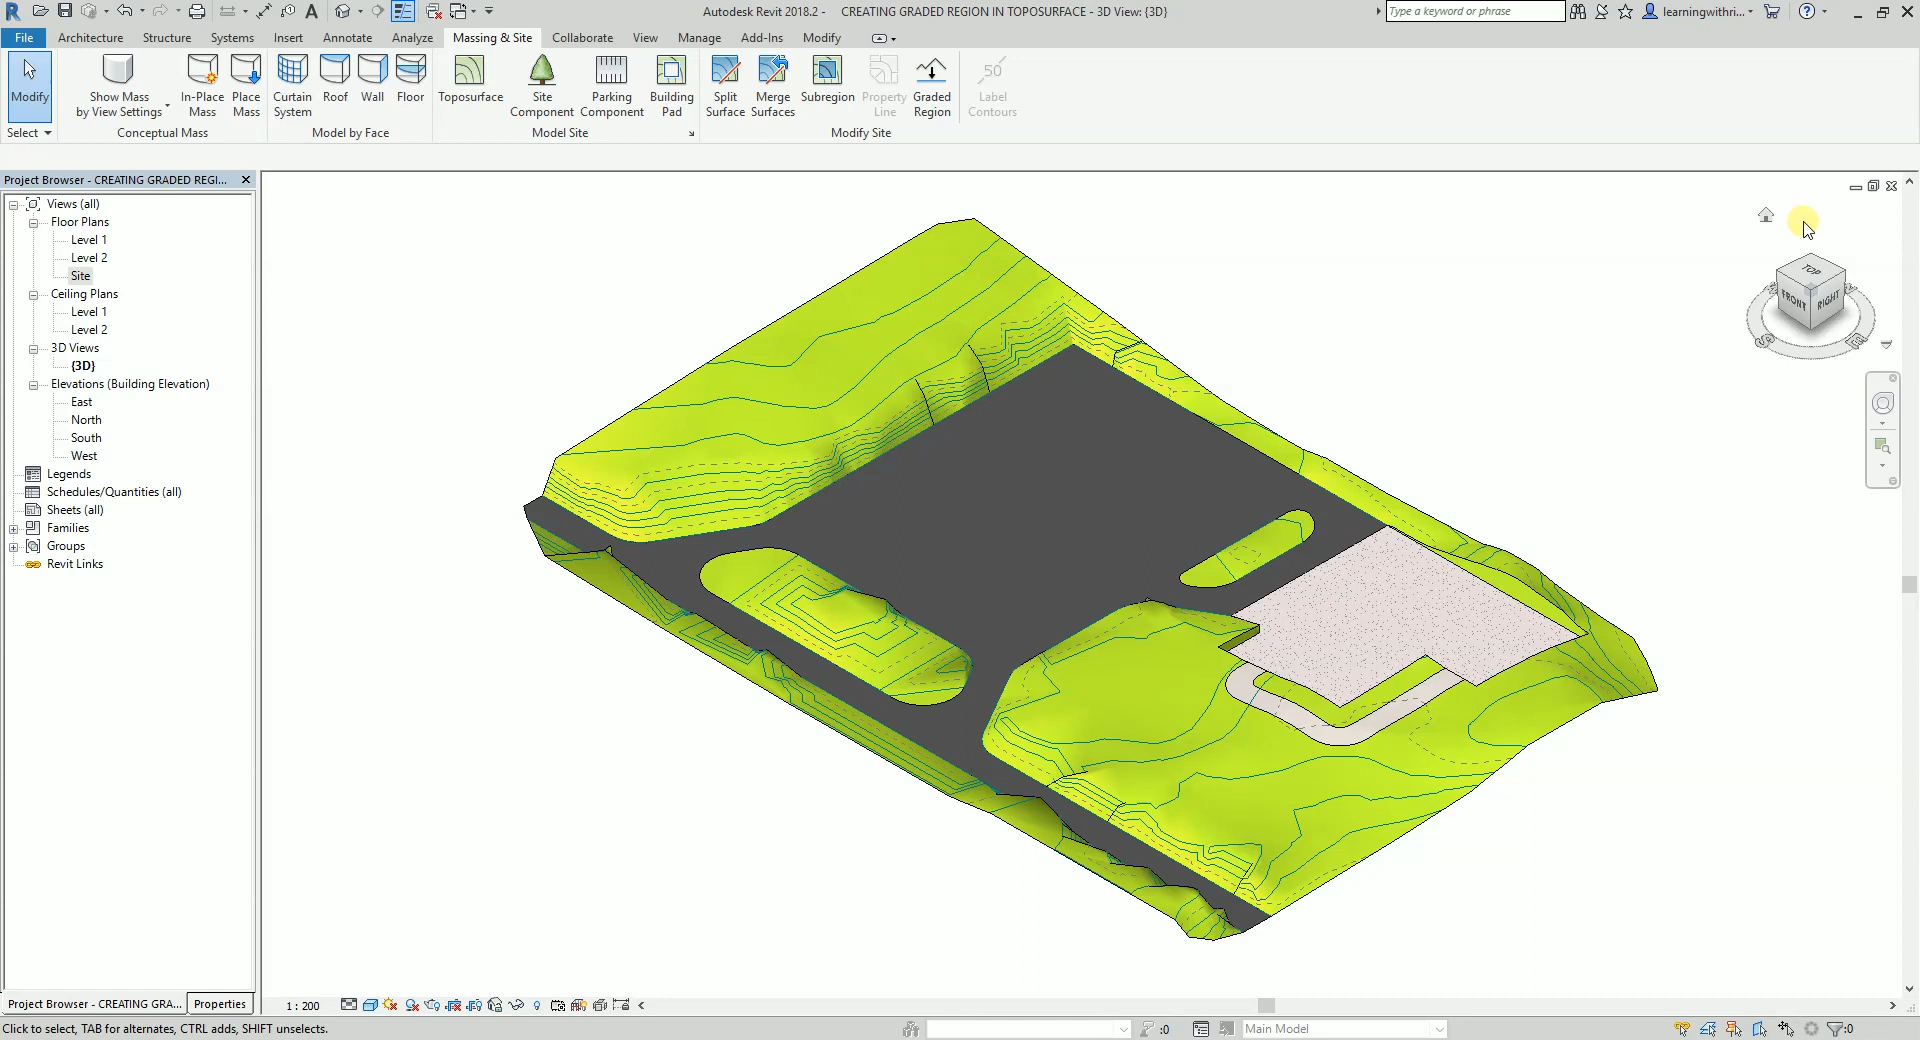 Autodesk Revit 2018.2 - CREATING GRADED REGION IN TOPOSURFACE - 3D View: {3D}
Type a keyword or phrase
learningwithri...
File Architecture Structure Systems Insert Annotate Analyze Massing & Site Collaborate View Manage Add-Ins Modify
Modify
Show Mass by View Settings
In-Place Mass
Place Mass
Curtain System
Roof
Wall
Floor
Toposurface
Site Component
Parking Component
Building Pad
Split Surface
Merge Surfaces
Subregion
Property Line
Graded Region
50
Label Contours
Select
Conceptual Mass
Model by Face
Model Site
Modify Site
Project Browser - CREATING GRADED REGI...
Views (all)
Floor Plans
Level 1
Level 2
Site
Ceiling Plans
Level 1
Level 2
3D Views
{3D}
Elevations (Building Elevation)
East
North
South
West
Legends
Schedules/Quantities (all)
Sheets (all)
Families
Groups
Revit Links
TOP
FRONT
RIGHT
Project Browser - CREATING GRA...
Properties
1 : 200
Click to select, TAB for alternates, CTRL adds, SHIFT unselects.
:0
Main Model
:0